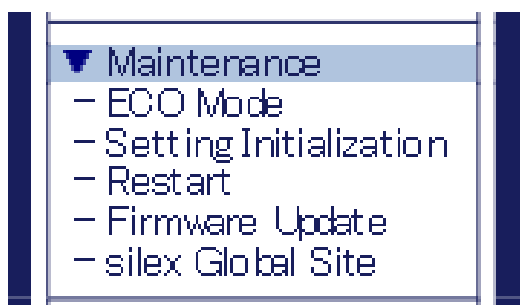 ▼ Maintenance
- ECO Mode
- Setting Initialization
- Restart
- Firmware Update
- silex Global Site